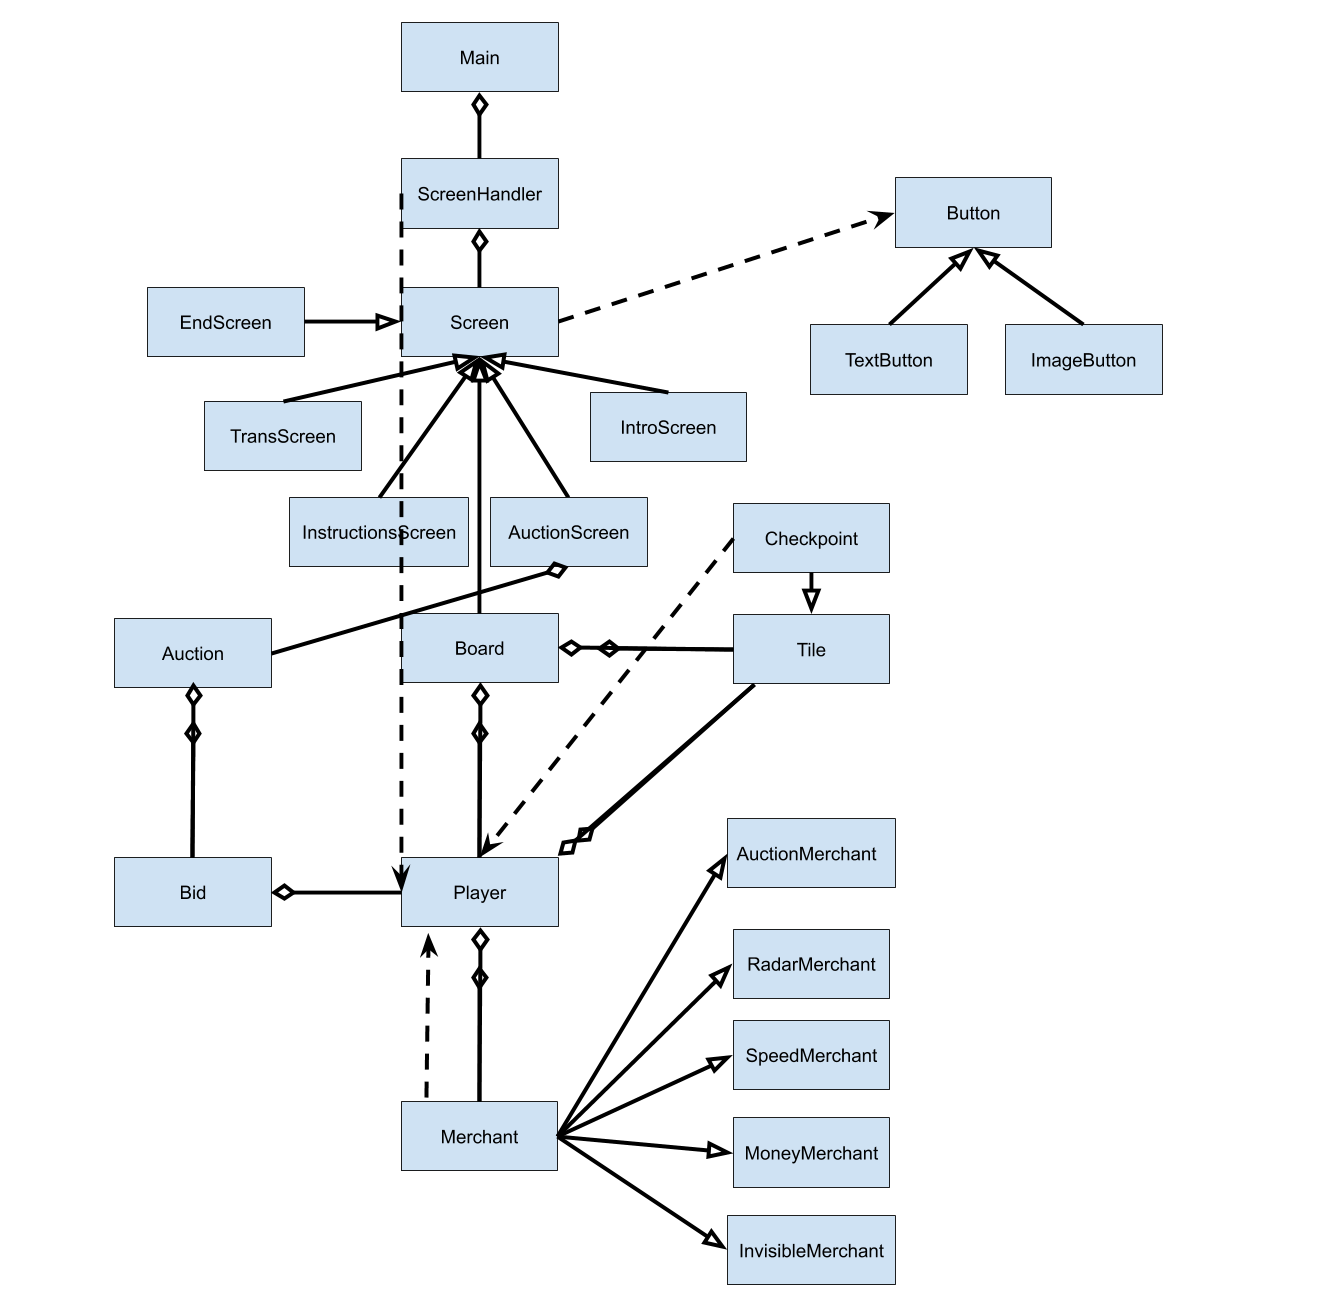 Main
ScreenHandler
Button
EndScreen
Screen
TextButton
ImageButton
TransScreen
IntroScreen
InstructionsScreen
AuctionScreen
Checkpoint
Auction
Board
Tile
AuctionMerchant
Bid
Player
RadarMerchant
SpeedMerchant
Merchant
MoneyMerchant
InvisibleMerchant